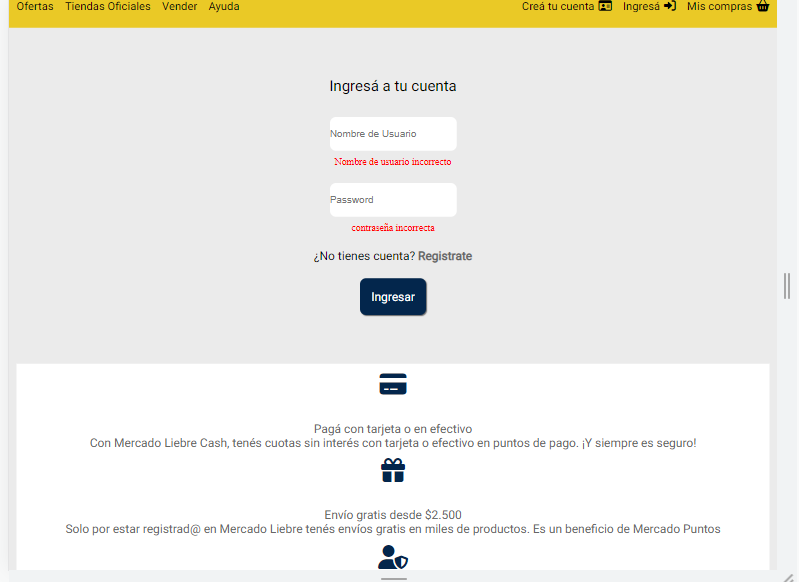 Ofertas Tiendas Oficiales Vender Ayuda Creá tu cuenta Ingresá Mis compras
Ingresá a tu cuenta
Nombre de Usuario
Nombre de usuario incorrecto
Password
contraseña incorrecta
¿No tienes cuenta? Registrate
Ingresar
Pagá con tarjeta o en efectivo
Con Mercado Liebre Cash, tenés cuotas sin interés con tarjeta o efectivo en puntos de pago. ¡Y siempre es seguro!
Envío gratis desde $2.500
Solo por estar registrad@ en Mercado Liebre tenés envíos gratis en miles de productos. Es un beneficio de Mercado Puntos